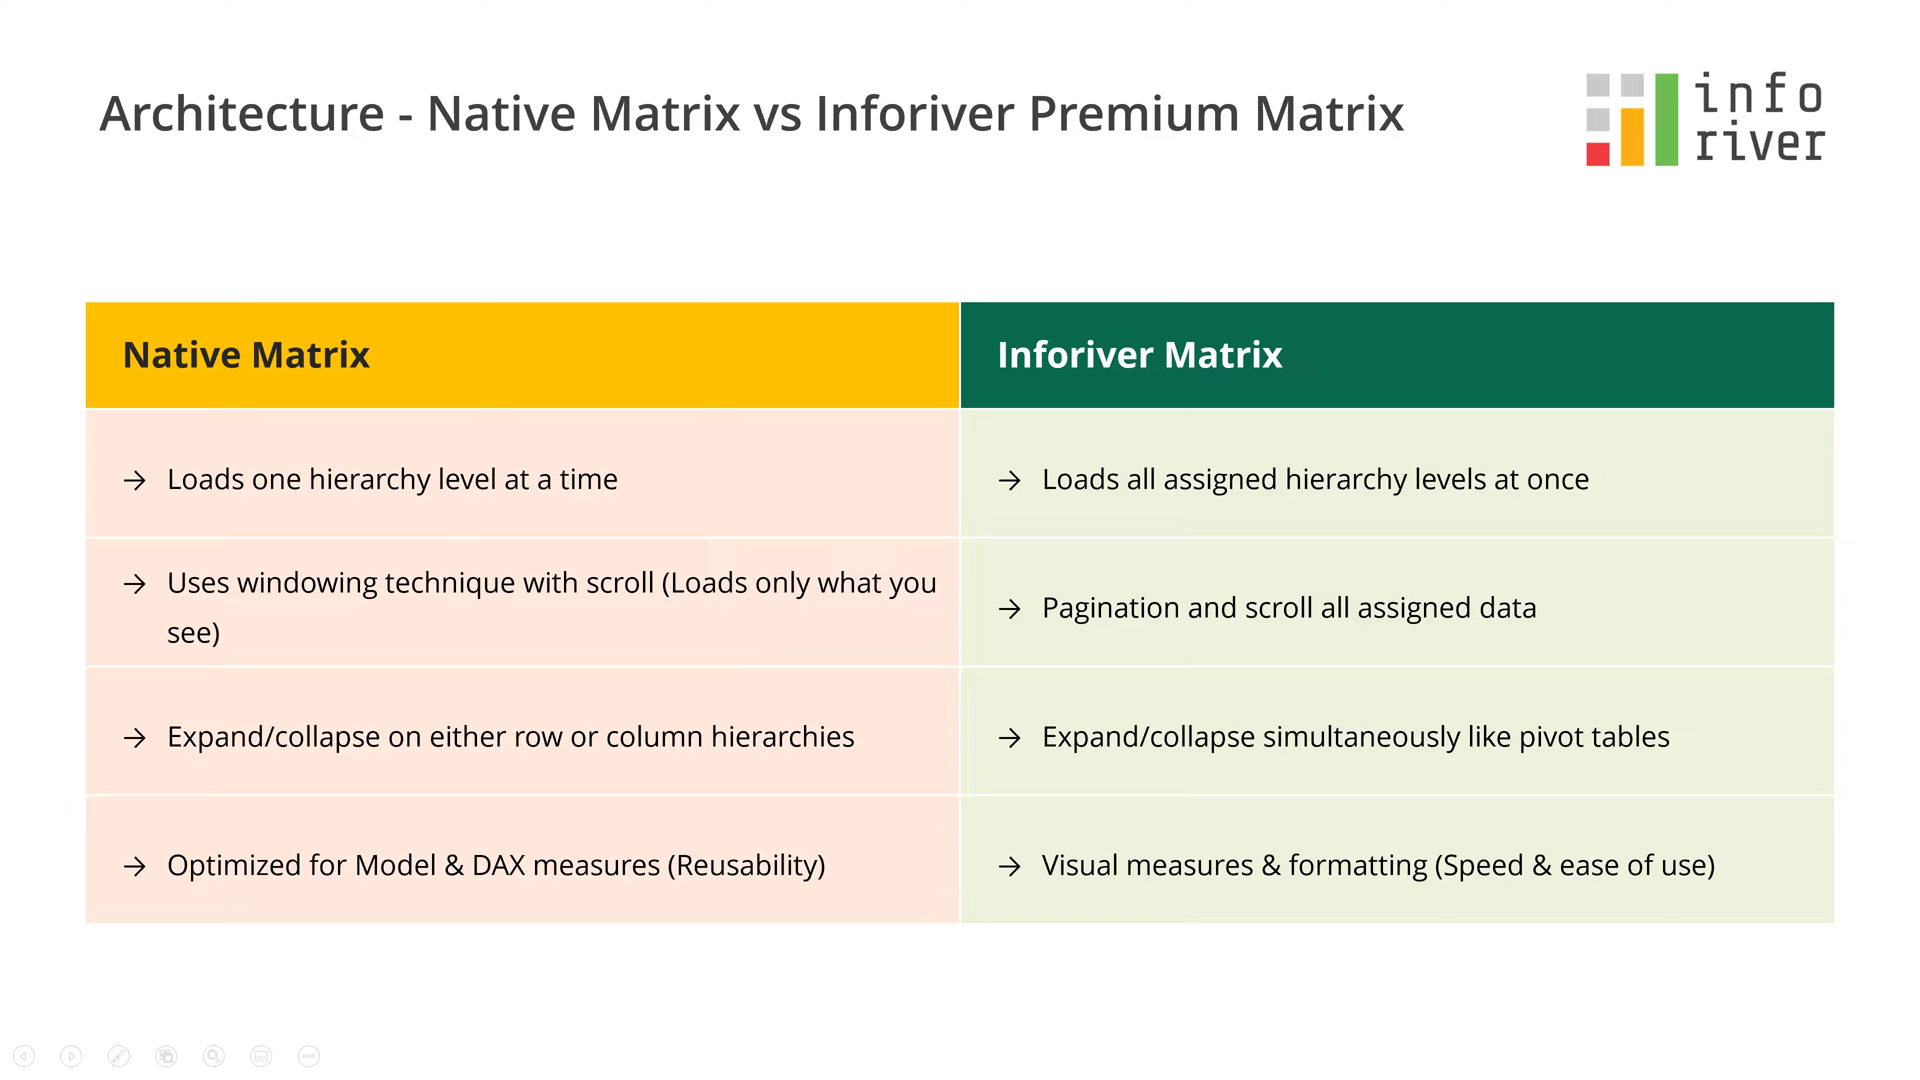 Architecture - Native Matrix vs Inforiver Premium Matrix
info
river
Native Matrix
Inforiver Matrix
→ Loads one hierarchy level at a time
→ Loads all assigned hierarchy levels at once
→ Uses windowing technique with scroll (Loads only what you
see)
→ Pagination and scroll all assigned data
→ Expand/collapse on either row or column hierarchies
→ Expand/collapse simultaneously like pivot tables
→ Optimized for Model & DAX measures (Reusability)
→ Visual measures & formatting (Speed & ease of use)